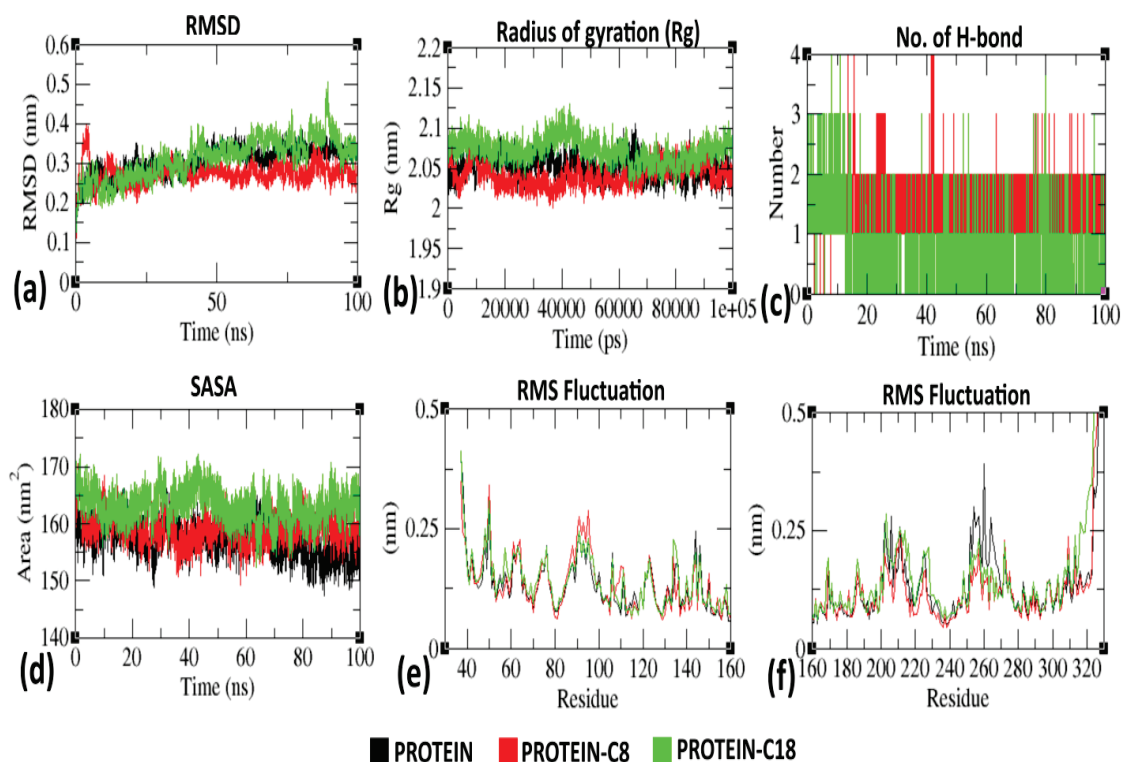 RMSD
0.6
0.5
0.4
0.3
0.2
0.1
0
RMSD (nm)
0
50
100
Time (ns)
(a)
Radius of gyration (Rg)
2.2
2.15
2.1
2.05
2
1.95
1.9
Rg (nm)
0
20000
40000
60000
80000
1e+05
Time (ps)
(b)
No. of H-bond
4
3
2
1
0
Number
0
20
40
60
80
100
Time (ns)
(c)
SASA
180
170
160
150
140
Area (nm²)
0
20
40
60
80
100
Time (ns)
(d)
RMS Fluctuation
0.5
0.25
0
(nm)
40
60
80
100
120
140
160
Residue
(e)
RMS Fluctuation
0.5
0.25
0
(nm)
160
180
200
220
240
260
280
300
320
Residue
(f)
PROTEIN
PROTEIN-C8
PROTEIN-C18